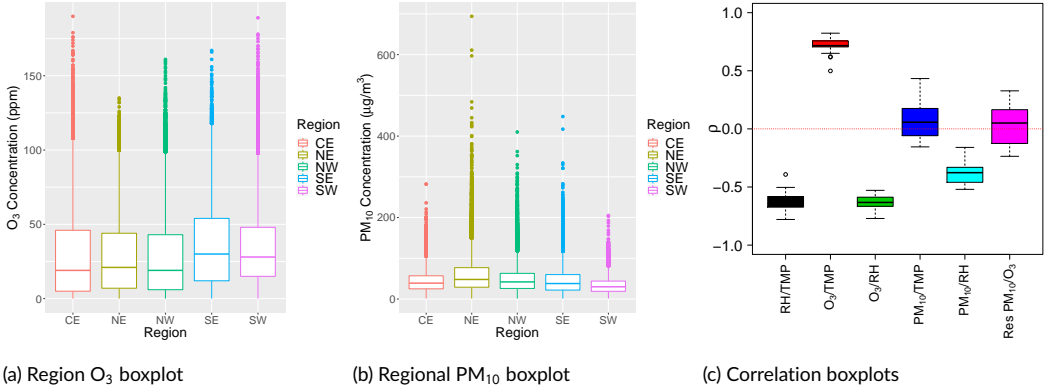 150
100
50
0
O₃ Concentration (ppm)
CE
NE
NW
SE
SW
Region
Region
CE
NE
NW
SE
SW
600
400
200
0
PM₁₀ Concentration (μg/m³)
CE
NE
NW
SE
SW
Region
Region
CE
NE
NW
SE
SW
1.0
0.5
0.0
−0.5
−1.0
ρ
RH/TMP
O₃/TMP
O₃/RH
PM₁₀/TMP
PM₁₀/RH
Res PM₁₀/O₃
(a) Region O₃ boxplot
(b) Regional PM₁₀ boxplot
(c) Correlation boxplots